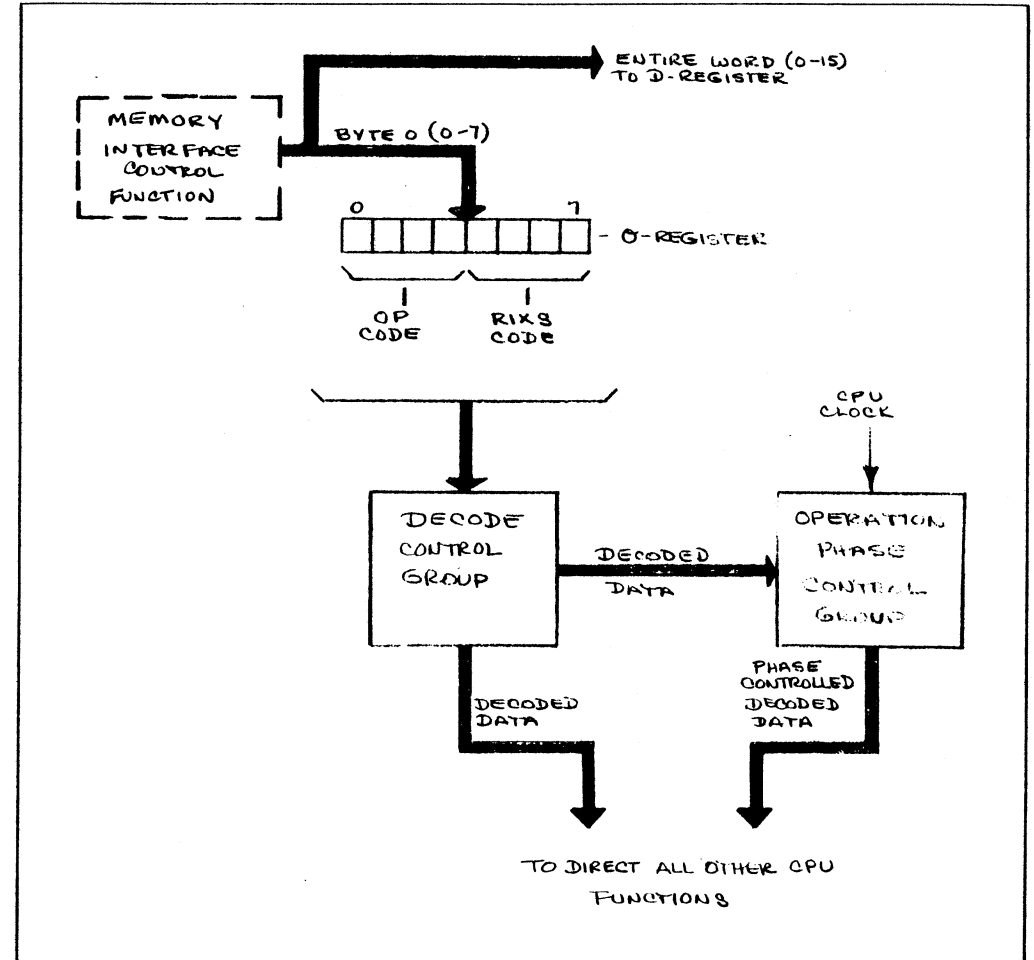 ENTIRE WORD (0-15)
TO D-REGISTER
MEMORY
INTERFACE
CONTROL
FUNCTION
BYTE 0 (0-7)
0 7
- O-REGISTER
OP
CODE
RIXS
CODE
CPU
CLOCK
DECODE
CONTROL
GROUP
DECODED
DATA
OPERATION
PHASE
CONTROL
GROUP
DECODED
DATA
PHASE
CONTROLLED
DECODED
DATA
TO DIRECT ALL OTHER CPU
FUNCTIONS